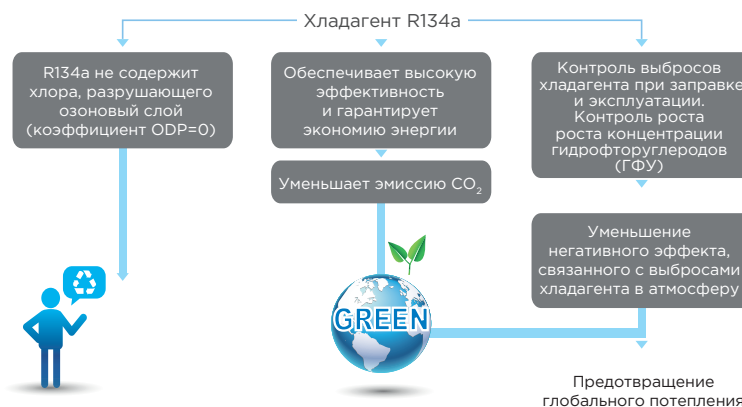 Хладагент R134a
R134a не содержит
хлора, разрушающего
озоновый слой
(коэффициент ODP=0)
Обеспечивает высокую
эффективность
и гарантирует
экономию энергии
Уменьшает эмиссию CO₂
Контроль выбросов
хладагента при заправке
и эксплуатации.
Контроль роста
роста концентрации
гидрофторуглеродов
(ГФУ)
Уменьшение
негативного эффекта,
связанного с выбросами
хладагента в атмосферу
GREEN
Предотвращение
глобального потепления